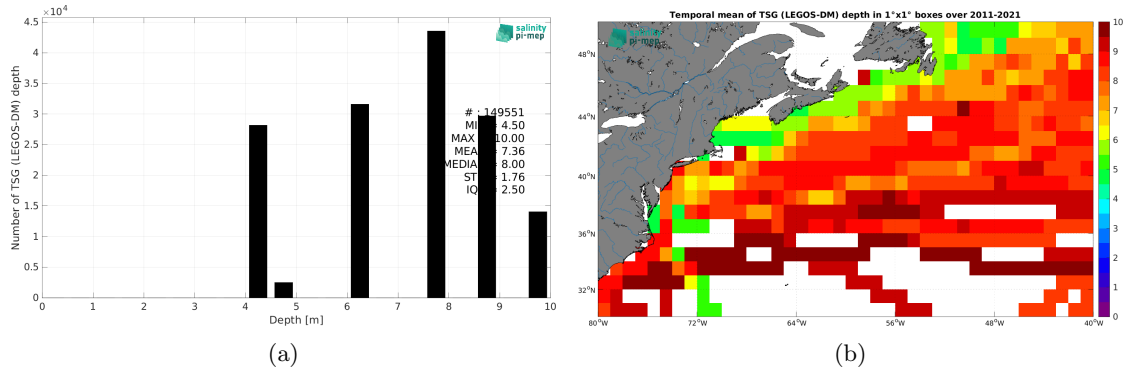 ×10⁴
4.5
4
3.5
3
2.5
2
1.5
1
0.5
0
0 1 2 3 4 5 6 7 8 9 10
Number of TSG (LEGOS-DM) depth
Depth [m]
salinity
pi-mep
# : 149551
4.50
MAX 10.00
7.36
8.00
1.76
2.50
(a)
Temporal mean of TSG (LEGOS-DM) depth in 1°x1° boxes over 2011-2021
pi-mep
48°N
44°N
40°N
36°N
32°N
80°W 72°W 64°W 56°W 48°W 40°W
10
9
8
7
6
5
4
3
2
1
0
(b)